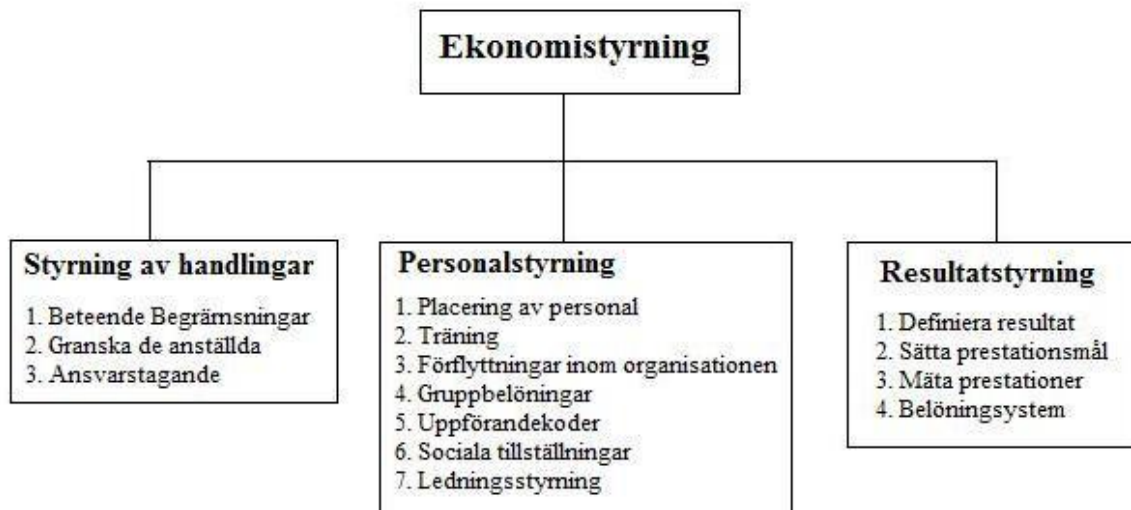 Ekonomistyrning
Styrning av handlingar
1. Beteende Begrämsningar
2. Granska de anställda
3. Ansvarstagande
Personalstyrning
1. Placering av personal
2. Träning
3. Förflyttningar inom organisationen
4. Gruppbelöningar
5. Uppförandekoder
6. Sociala tillställningar
7. Ledningsstyrning
Resultatstyrning
1. Definiera resultat
2. Sätta prestationsmål
3. Mäta prestationer
4. Belöningsystem